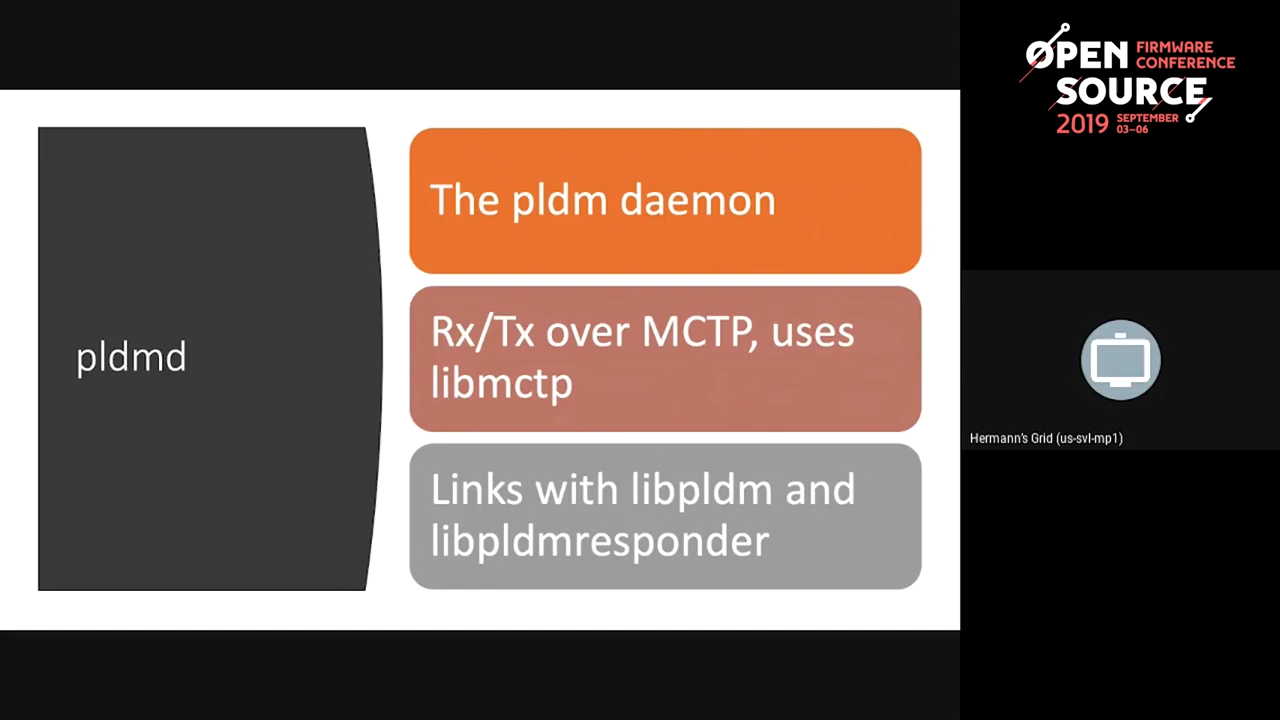 pldmd
The pldm daemon
Rx/Tx over MCTP, uses
libmctp
Links with libpldm and
libpldmresponder
OPEN FIRMWARE
CONFERENCE
SOURCE
2019 SEPTEMBER
03–06
Hermann's Grid (us-svl-mp1)